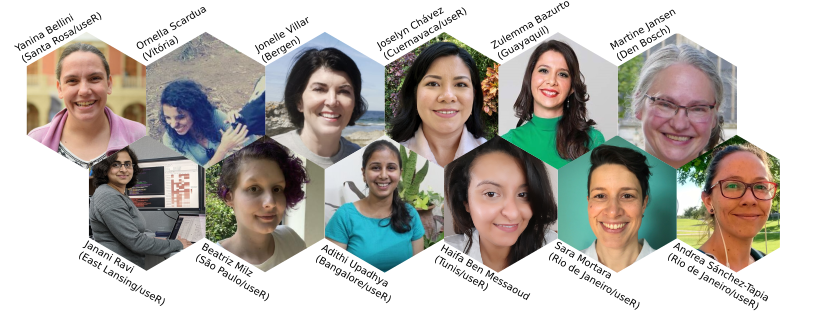 Yanina Bellini
(Santa Rosa/useR)
Ornella Scardua
(Vitória)
Jonelle Villar
(Bergen)
Joselyn Chávez
(Cuernavaca/useR)
Zulemma Bazurto
(Guayaquil)
Martine Jansen
(Den Bosch)
Janani Ravi
(East Lansing/useR)
Beatriz Milz
(São Paulo/useR)
Adithi Upadhya
(Bangalore/useR)
Haifa Ben Messaoud
(Tunis/useR)
Sara Mortara
(Rio de Janeiro/useR)
Andrea Sánchez-Tapia
(Rio de Janeiro/useR)